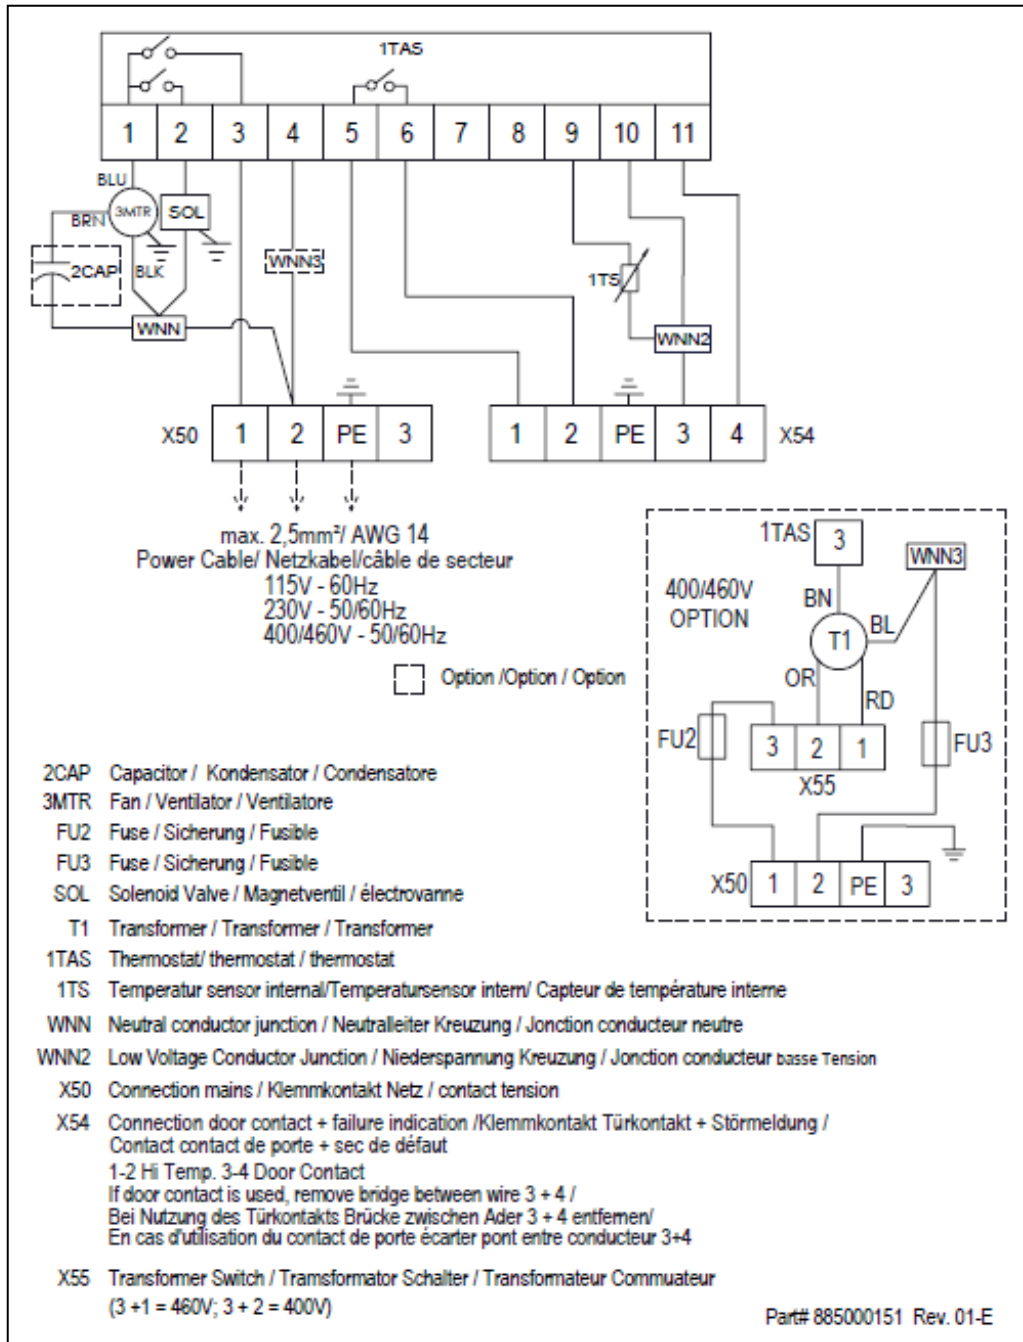 1TAS
1 2 3 4 5 6 7 8 9 10 11
BLU
3MTR
SOL
BRN
2CAP
BLK
WNN
WNN3
1TS
WNN2
X50 1 2 PE 3
1 2 PE 3 4 X54
max. 2,5mm²/ AWG 14
Power Cable/ Netzkabel/câble de secteur
115V - 60Hz
230V - 50/60Hz
400/460V - 50/60Hz
Option /Option / Option
1TAS 3
WNN3
400/460V
OPTION
BN
T1
BL
OR
RD
FU2
3 2 1
FU3
X55
X50 1 2 PE 3
2CAP Capacitor / Kondensator / Condensatore
3MTR Fan / Ventilator / Ventilatore
FU2 Fuse / Sicherung / Fusible
FU3 Fuse / Sicherung / Fusible
SOL Solenoid Valve / Magnetventil / électrovanne
T1 Transformer / Transformer / Transformer
1TAS Thermostat/ thermostat / thermostat
1TS Temperatur sensor internal/Temperatursensor intern/ Capteur de température interne
WNN Neutral conductor junction / Neutralleiter Kreuzung / Jonction conducteur neutre
WNN2 Low Voltage Conductor Junction / Niederspannung Kreuzung / Jonction conducteur basse Tension
X50 Connection mains / Klemmkontakt Netz / contact tension
X54 Connection door contact + failure indication /Klemmkontakt Türkontakt + Störmeldung /
Contact contact de porte + sec de défaut
1-2 Hi Temp. 3-4 Door Contact
If door contact is used, remove bridge between wire 3 + 4 /
Bei Nutzung des Türkontakts Brücke zwischen Ader 3 + 4 entfernen/
En cas d'utilisation du contact de porte écarter pont entre conducteur 3+4
X55 Transformer Switch / Tramsformator Schalter / Transformateur Commuateur
(3 +1 = 460V; 3 + 2 = 400V)
Part# 885000151 Rev. 01-E